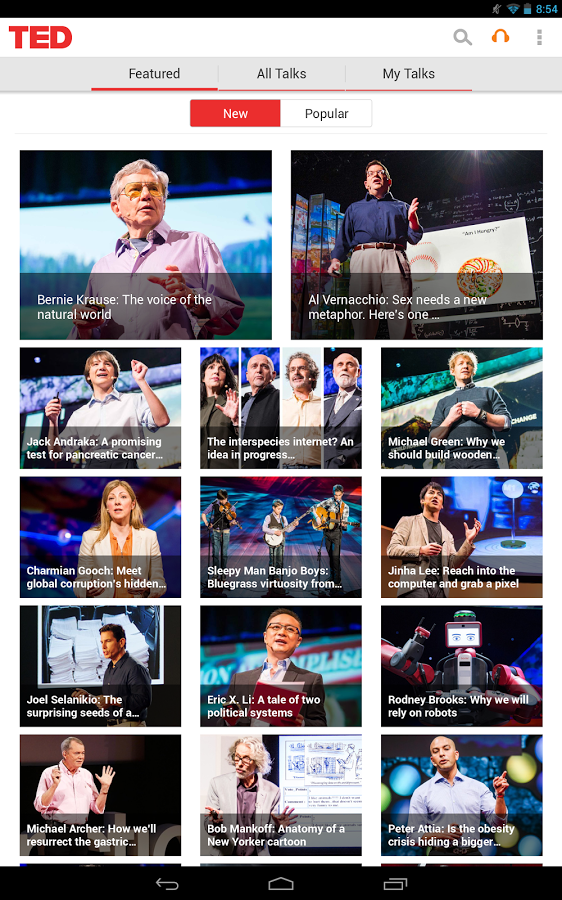 8:54
TED
Featured
All Talks
My Talks
New
Popular
Bernie Krause: The voice of the
natural world
"Am I Hungry?"
Al Vernacchio: Sex needs a new
metaphor. Here's one ...
Jack Andraka: A promising
test for pancreatic cancer...
The interspecies internet? An
idea in progress...
CHANGE
Michael Green: Why we
should build wooden...
Charmian Gooch: Meet
global corruption's hidden...
Sleepy Man Banjo Boys:
Bluegrass virtuosity from...
Jinha Lee: Reach into the
computer and grab a pixel
Joel Selanikio: The
surprising seeds of a...
Eric X. Li: A tale of two
political systems
Rodney Brooks: Why we will
rely on robots
Michael Archer: How we'll
resurrect the gastric...
Bob Mankoff: Anatomy of a
New Yorker cartoon
Peter Attia: Is the obesity
crisis hiding a bigger...